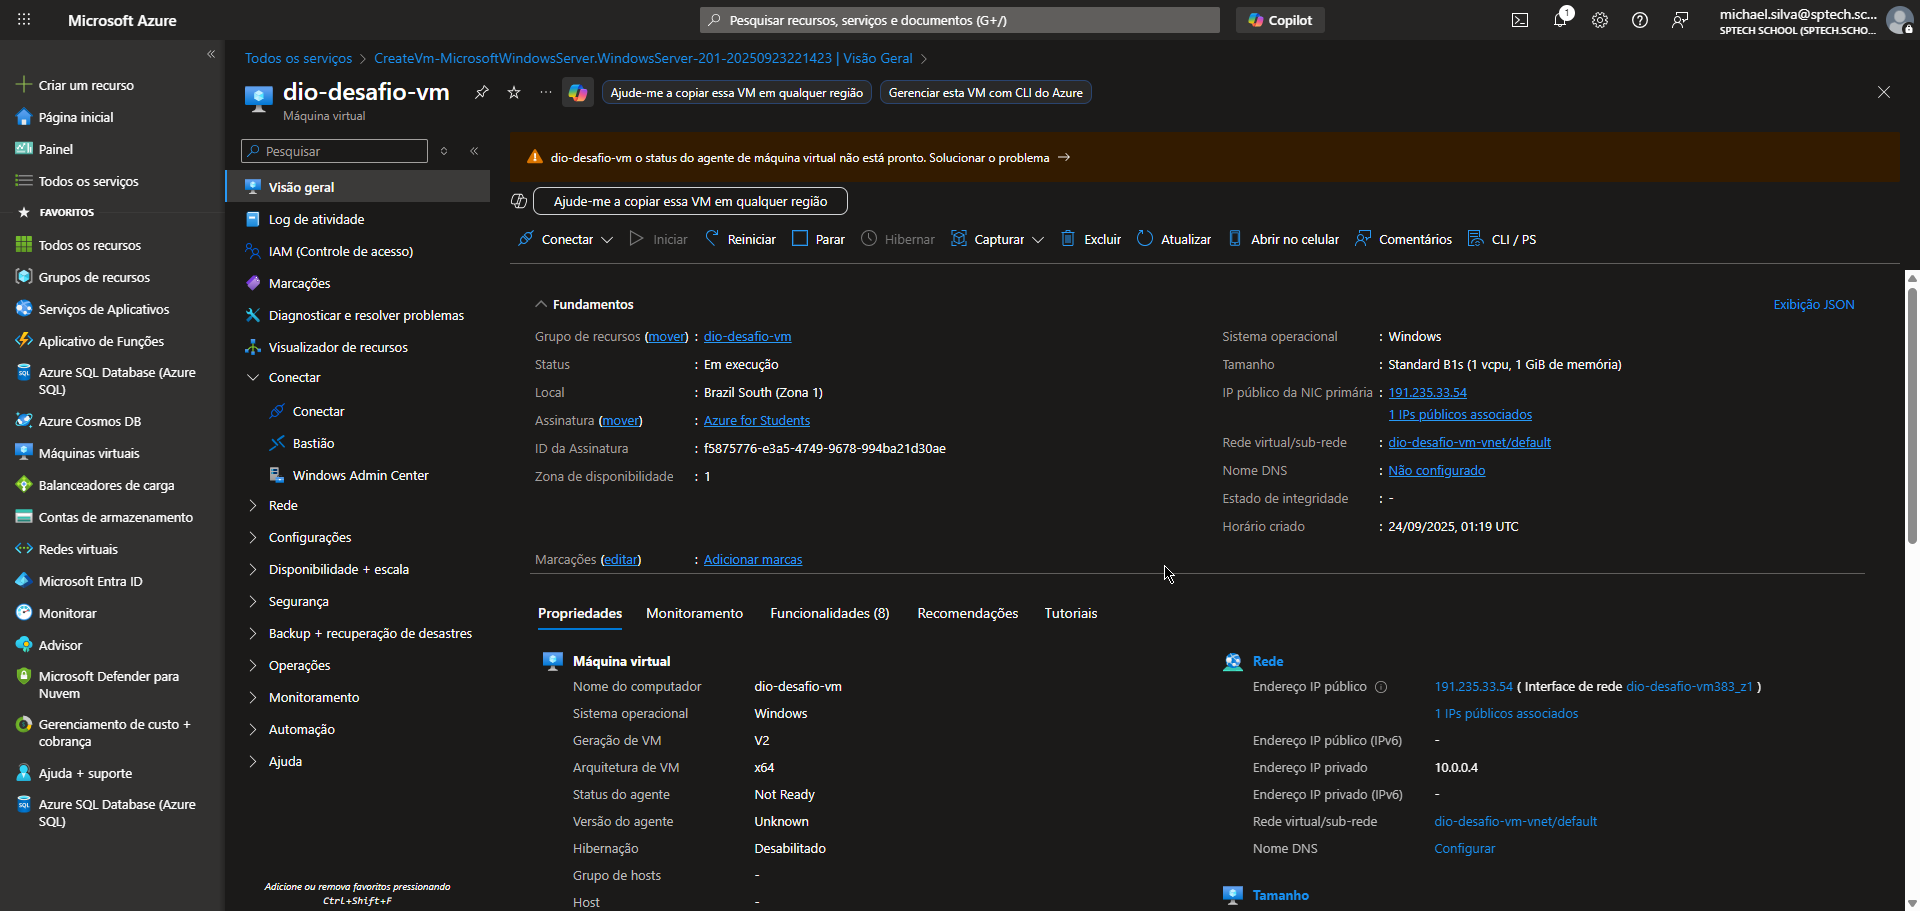 Microsoft Azure
Pesquisar recursos, serviços e documentos (G+/)
Copilot
1
michael.silva@sptech.sc...
SPTECH SCHOOL (SPTECH.SCHO...
Criar um recurso
Página inicial
Painel
Todos os serviços
FAVORITOS
Todos os recursos
Grupos de recursos
Serviços de Aplicativos
Aplicativo de Funções
Azure SQL Database (Azure
SQL)
Azure Cosmos DB
Máquinas virtuais
Balanceadores de carga
Contas de armazenamento
Redes virtuais
Microsoft Entra ID
Monitorar
Advisor
Microsoft Defender para
Nuvem
Gerenciamento de custo +
cobrança
Ajuda + suporte
Azure SQL Database (Azure
SQL)
Todos os serviços > CreateVm-MicrosoftWindowsServer.WindowsServer-201-20250923221423 | Visão Geral >
dio-desafio-vm
Máquina virtual
Ajude-me a copiar essa VM em qualquer região
Gerenciar esta VM com CLI do Azure
Pesquisar
Visão geral
Log de atividade
IAM (Controle de acesso)
Marcações
Diagnosticar e resolver problemas
Visualizador de recursos
Conectar
Conectar
Bastião
Windows Admin Center
Rede
Configurações
Disponibilidade + escala
Segurança
Backup + recuperação de desastres
Operações
Monitoramento
Automação
Ajuda
Adicione ou remova favoritos pressionando
Ctrl+Shift+F
dio-desafio-vm o status do agente de máquina virtual não está pronto. Solucionar o problema →
Ajude-me a copiar essa VM em qualquer região
Conectar Iniciar Reiniciar Parar Hibernar Capturar Excluir Atualizar Abrir no celular Comentários CLI / PS
Fundamentos
Exibição JSON
Grupo de recursos (mover) : dio-desafio-vm
Status : Em execução
Local : Brazil South (Zona 1)
Assinatura (mover) : Azure for Students
ID da Assinatura : f5875776-e3a5-4749-9678-994ba21d30ae
Zona de disponibilidade : 1
Sistema operacional : Windows
Tamanho : Standard B1s (1 vcpu, 1 GiB de memória)
IP público da NIC primária : 191.235.33.54
1 IPs públicos associados
Rede virtual/sub-rede : dio-desafio-vm-vnet/default
Nome DNS : Não configurado
Estado de integridade : -
Horário criado : 24/09/2025, 01:19 UTC
Marcações (editar) : Adicionar marcas
Propriedades Monitoramento Funcionalidades (8) Recomendações Tutoriais
Máquina virtual
Nome do computador dio-desafio-vm
Sistema operacional Windows
Geração de VM V2
Arquitetura de VM x64
Status do agente Not Ready
Versão do agente Unknown
Hibernação Desabilitado
Grupo de hosts -
Host -
Rede
Endereço IP público 191.235.33.54 ( Interface de rede dio-desafio-vm383_z1 )
1 IPs públicos associados
Endereço IP público (IPv6) -
Endereço IP privado 10.0.0.4
Endereço IP privado (IPv6) -
Rede virtual/sub-rede dio-desafio-vm-vnet/default
Nome DNS Configurar
Tamanho